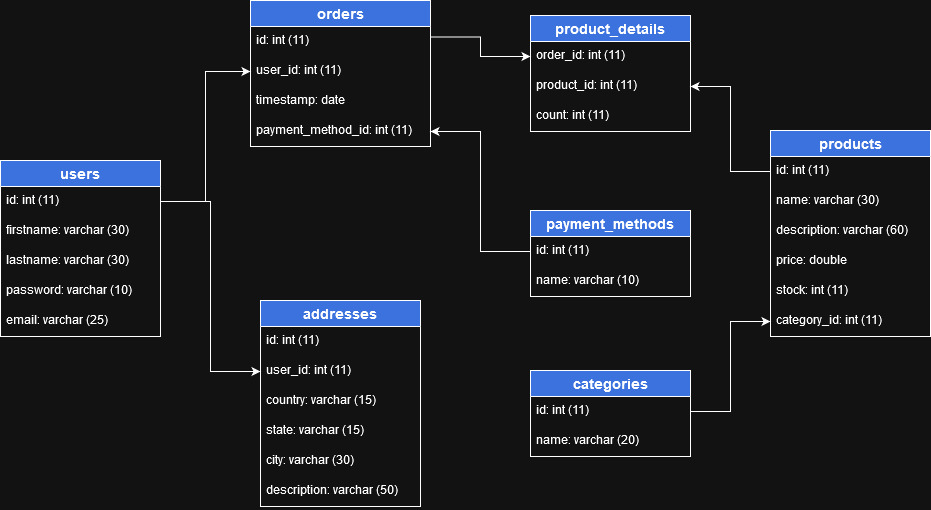 orders
id: int (11)
user_id: int (11)
timestamp: date
payment_method_id: int (11)
product_details
order_id: int (11)
product_id: int (11)
count: int (11)
products
id: int (11)
name: varchar (30)
description: varchar (60)
price: double
stock: int (11)
category_id: int (11)
users
id: int (11)
firstname: varchar (30)
lastname: varchar (30)
password: varchar (10)
email: varchar (25)
payment_methods
id: int (11)
name: varchar (10)
addresses
id: int (11)
user_id: int (11)
country: varchar (15)
state: varchar (15)
city: varchar (30)
description: varchar (50)
categories
id: int (11)
name: varchar (20)